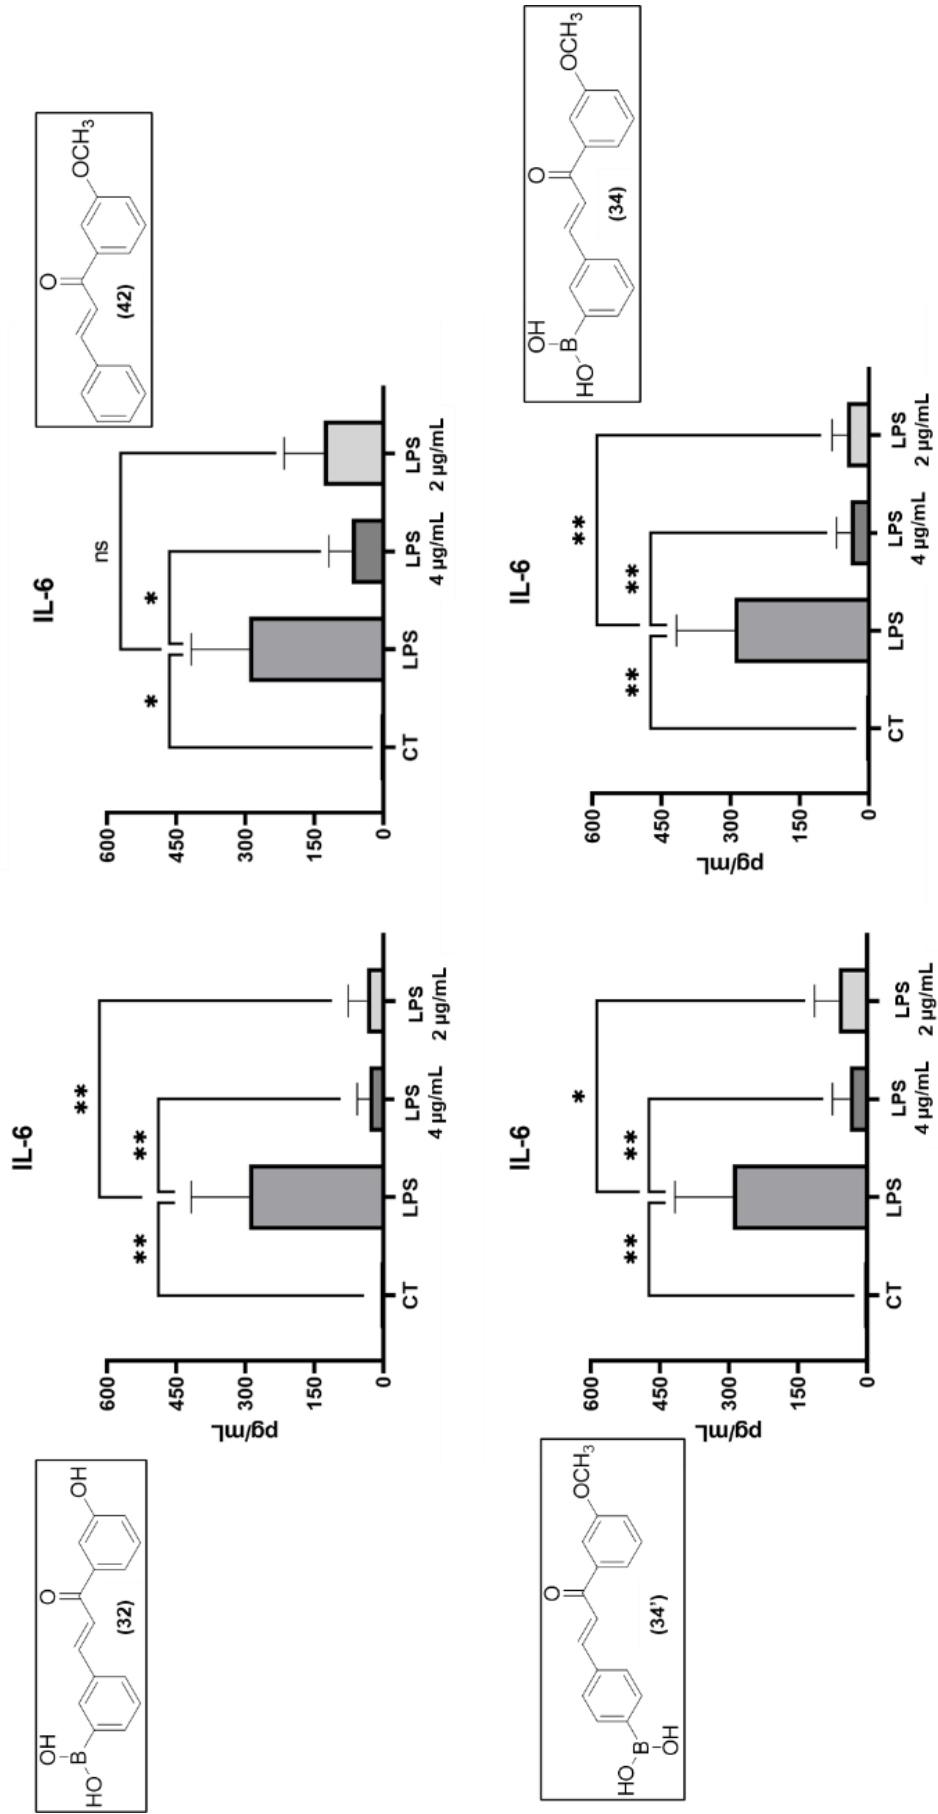 OH
HO
B
O
OH
(32)
IL-6
pg/mL
600
450
300
150
0
**
**
**
CT
LPS
LPS
4 µg/mL
LPS
2 µg/mL
IL-6
600
450
300
150
0
*
*
ns
CT
LPS
LPS
4 µg/mL
LPS
2 µg/mL
O
OCH3
(42)
HO
B
OH
O
OCH3
(34')
IL-6
pg/mL
600
450
300
150
0
**
**
*
CT
LPS
LPS
4 µg/mL
LPS
2 µg/mL
IL-6
pg/mL
600
450
300
150
0
**
**
**
CT
LPS
LPS
4 µg/mL
LPS
2 µg/mL
OH
HO
B
O
OCH3
(34)